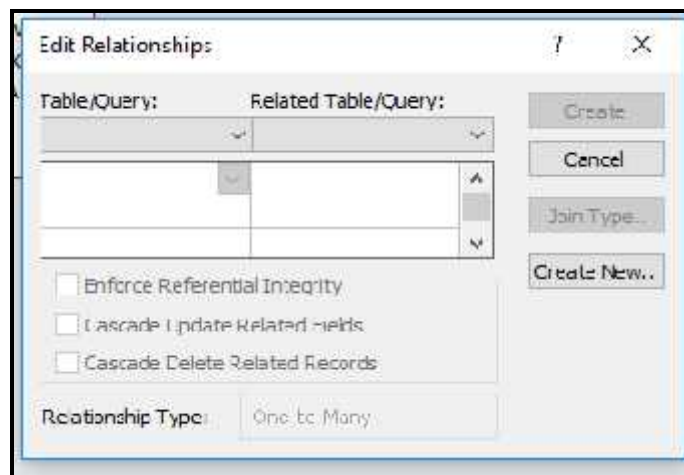 Edit Relationships ?
Table/Query: Related Table/Query:
Create
Cancel
Join Type..
Create New..
Enforce Referential Integrity
Cascade Update Related Fields
Cascade Delete Related Records
Relationship Type: One-to-Many